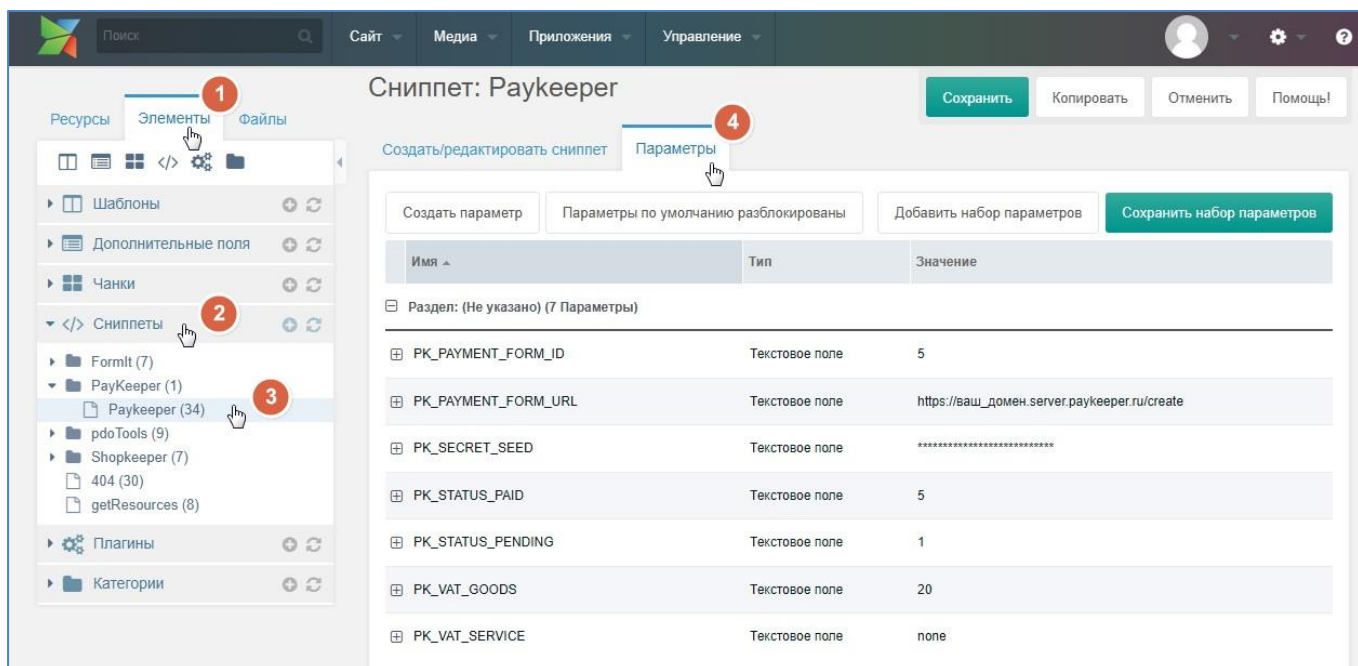 Поиск
Сайт Медиа Приложения Управление
1
Ресурсы Элементы Файлы
Шаблоны
Дополнительные поля
Чанки
Сниппеты
2
FormIt (7)
PayKeeper (1)
Paykeeper (34)
3
pdoTools (9)
Shopkeeper (7)
404 (30)
getResources (8)
Плагины
Категории
Сниппет: Paykeeper
Сохранить Копировать Отменить Помощь!
4
Создать/редактировать сниппет Параметры
Создать параметр Параметры по умолчанию разблокированы Добавить набор параметров Сохранить набор параметров
Имя Тип Значение
Раздел: (Не указано) (7 Параметры)
PK_PAYMENT_FORM_ID Текстовое поле 5
PK_PAYMENT_FORM_URL Текстовое поле https://ваш_домен.server.paykeeper.ru/create
PK_SECRET_SEED Текстовое поле ***************************
PK_STATUS_PAID Текстовое поле 5
PK_STATUS_PENDING Текстовое поле 1
PK_VAT_GOODS Текстовое поле 20
PK_VAT_SERVICE Текстовое поле none